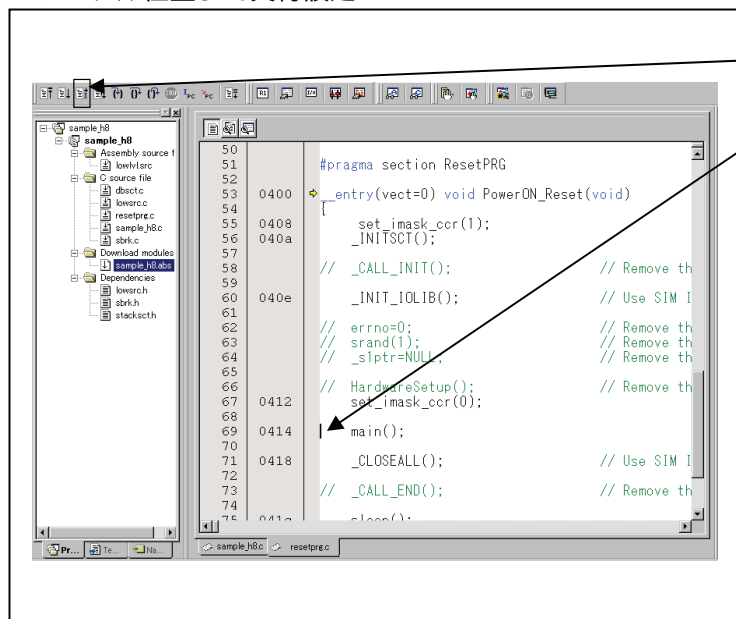 sample_h8
sample_h8
Assembly source f
lowlvl.src
C source file
dbsct.c
lowsrc.c
resetprg.c
sample_h8.c
sbrk.c
Download modules
sample_h8.abs
Dependencies
lowsrc.h
sbrk.h
stacksct.h
Pr...
Te...
Na...
50
51 #pragma section ResetPRG
52
53 0400 __entry(vect=0) void PowerON_Reset(void)
54 {
55 0408 set_imask_ccr(1);
56 040a _INITSCT();
57
58 // _CALL_INIT(); // Remove th
59
60 040e _INIT_IOLIB(); // Use SIM I
61
62 // errno=0; // Remove th
63 // srand(1); // Remove th
64 // _s1ptr=NULL; // Remove th
65
66 // HardwareSetup(); // Remove th
67 0412 set_imask_ccr(0);
68
69 0414 main();
70
71 0418 _CLOSEALL(); // Use SIM I
72
73 // _CALL_END(); // Remove th
74
sample_h8.c
resetprg.c